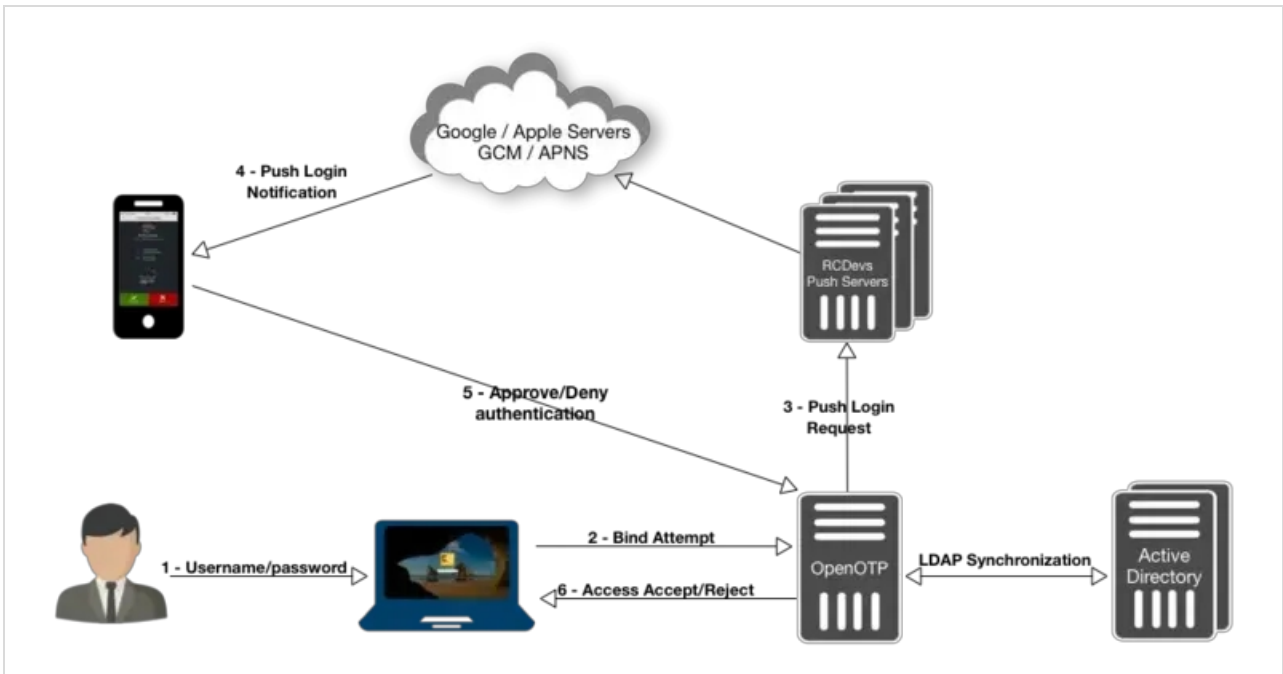 Google / Apple Servers
GCM / APNS
4 - Push Login
Notification
RCDevs
Push Servers
5 - Approve/Deny
authentication
3 - Push Login
Request
1 - Username/password
2 - Bind Attempt
6 - Access Accept/Reject
OpenOTP
LDAP Synchronization
Active
Directory